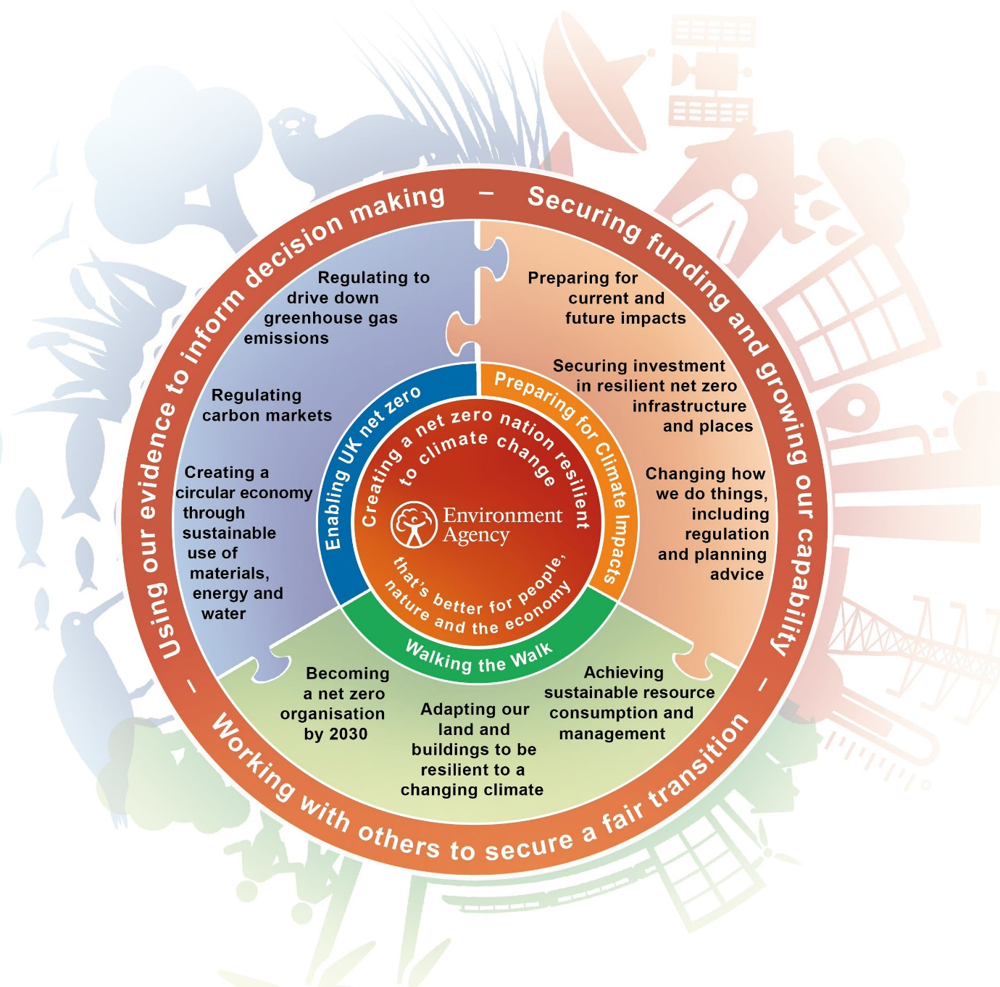 Using our evidence to inform decision making
–
Securing funding and growing our capability
–
Working with others to secure a fair transition
–
Regulating to
drive down
greenhouse gas
emissions
Regulating
carbon markets
Creating a
circular economy
through
sustainable
use of
materials,
energy and
water
Preparing for
current and
future impacts
Securing investment
in resilient net zero
infrastructure
and places
Changing how
we do things,
including
regulation
and planning
advice
Becoming
a net zero
organisation
by 2030
Adapting our
land and
buildings to be
resilient to a
changing climate
Achieving
sustainable resource
consumption and
management
Enabling UK net zero
Preparing for Climate Impacts
Walking the Walk
Creating a net zero nation resilient
to climate change
Environment
Agency
that's better for people,
nature and the economy